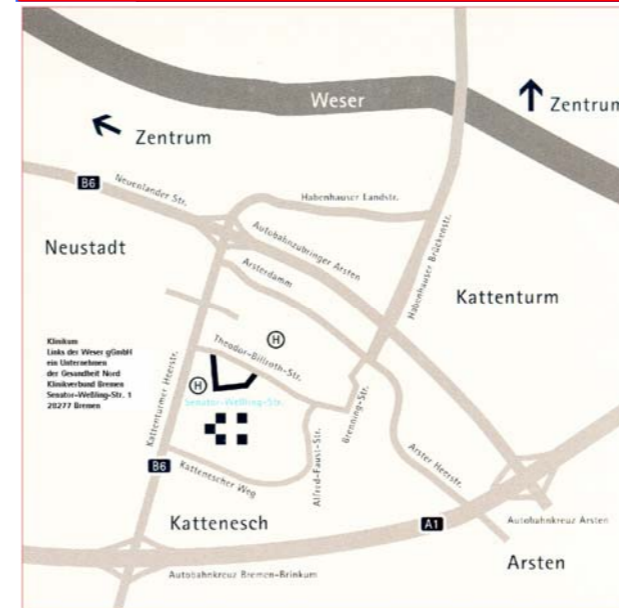 Weser
Zentrum
Zentrum
B6
Neuenlander Str.
Habenhauser Landstr.
Autobahnzubringer Arsten
Habenhauser Brückenstr.
Neustadt
Arsterdamm
Kattenturm
Klinikum
Links der Weser gGmbH
ein Unternehmen
der Gesundheit Nord
Klinikverbund Bremen
Senator-Weßling-Str. 1
28277 Bremen
H
Theodor-Billroth-Str.
Kattenturmer Heerstr.
H
Senator-Weßling-Str.
Brenning-Str.
Alfred-Faust-Str.
Arster Heerstr.
B6
Kattenescher Weg
Kattenesch
A1
Autobahnkreuz Arsten
Arsten
Autobahnkreuz Bremen-Brinkum